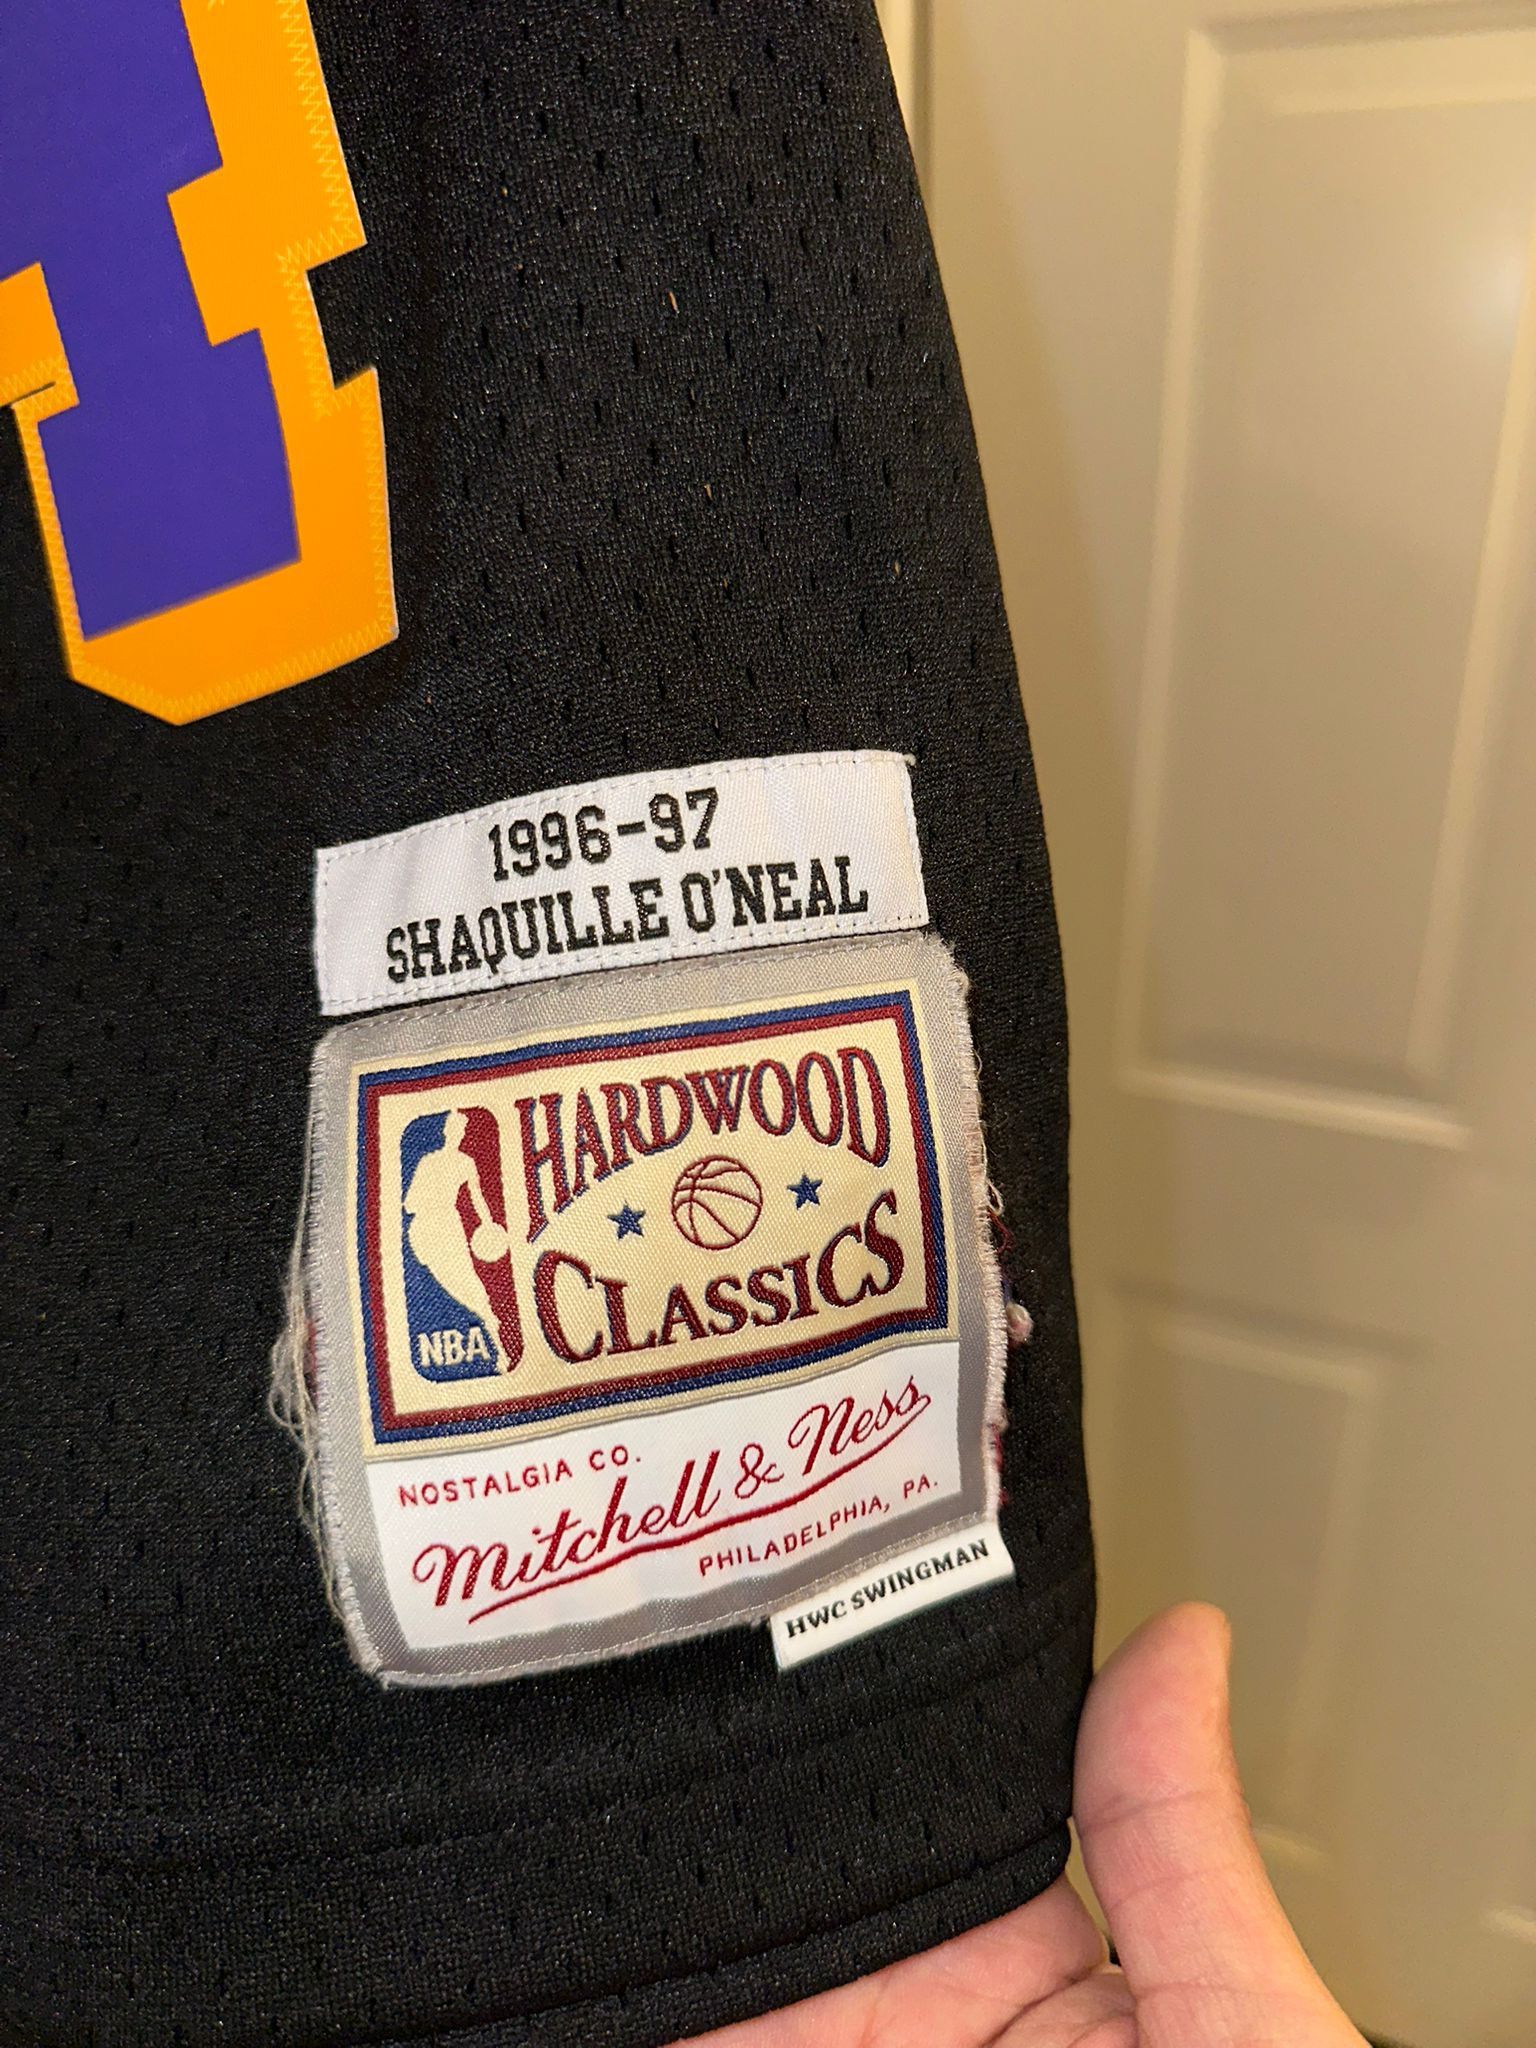 1996-97
SHAQUILLE O'NEAL
HARDWOOD
CLASSICS
NBA
NOSTALGIA CO.
Mitchell & Ness
PHILADELPHIA, PA.
HWC SWINGMAN